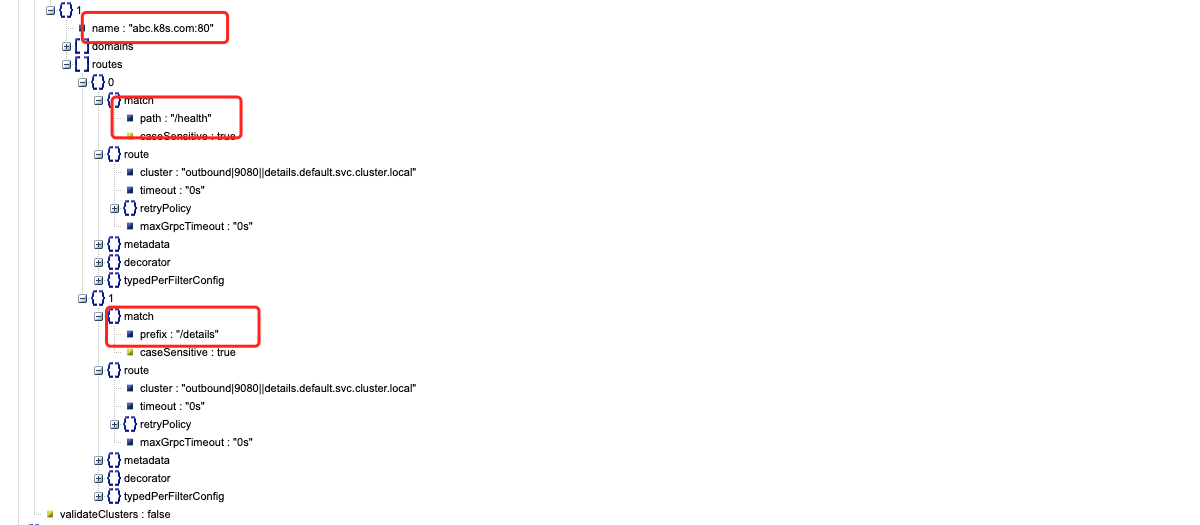 1
name : "abc.k8s.com:80"
domains
routes
0
match
path : "/health"
caseSensitive : true
route
cluster : "outbound|9080||details.default.svc.cluster.local"
timeout : "0s"
retryPolicy
maxGrpcTimeout : "0s"
metadata
decorator
typedPerFilterConfig
1
match
prefix : "/details"
caseSensitive : true
route
cluster : "outbound|9080||details.default.svc.cluster.local"
timeout : "0s"
retryPolicy
maxGrpcTimeout : "0s"
metadata
decorator
typedPerFilterConfig
validateClusters : false